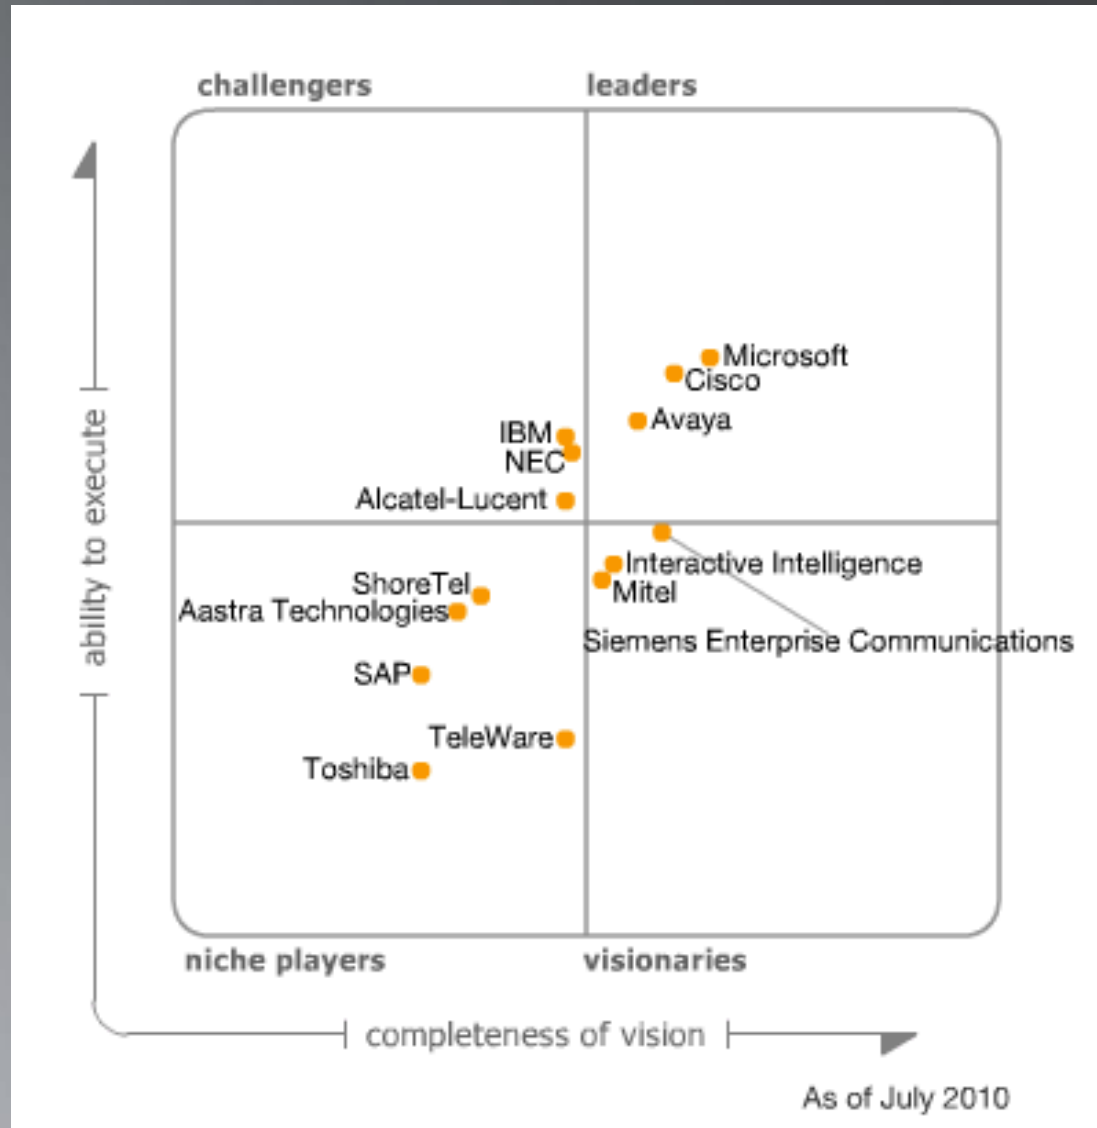 challengers
leaders
ability to execute
Microsoft
Cisco
Avaya
IBM
NEC
Alcatel-Lucent
Interactive Intelligence
Mitel
ShoreTel
Aastra Technologies
Siemens Enterprise Communications
SAP
TeleWare
Toshiba
niche players
visionaries
completeness of vision
As of July 2010